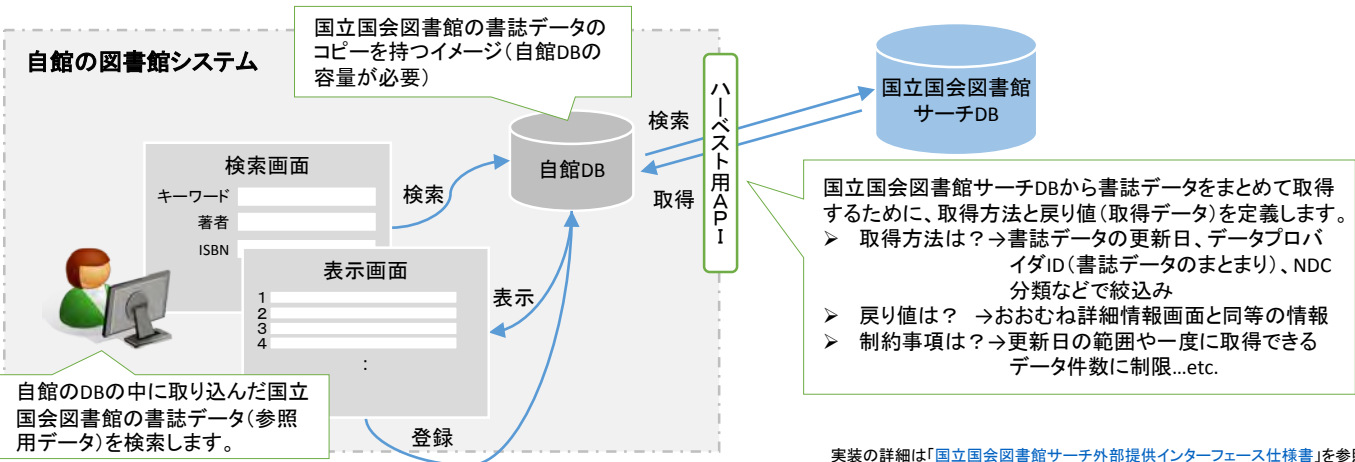 国立国会図書館の書誌データの
コピーを持つイメージ（自館DBの
容量が必要）
自館の図書館システム
検索画面
キーワード
著者
ISBN
表示画面
1
2
3
4
：
検索
自館DB
表示
登録
検索
取得
ハーベスト用API
国立国会図書館
サーチDB
国立国会図書館サーチDBから書誌データをまとめて取得
するために、取得方法と戻り値（取得データ）を定義します。
➢ 取得方法は？→書誌データの更新日、データプロバ
イダID（書誌データのまとまり）、NDC
分類などで絞込み
➢ 戻り値は？ →おおむね詳細情報画面と同等の情報
➢ 制約事項は？→更新日の範囲や一度に取得できる
データ件数に制限…etc.
自館のDBの中に取り込んだ国立
国会図書館の書誌データ（参照
用データ）を検索します。
実装の詳細は「国立国会図書館サーチ外部提供インターフェース仕様書」を参